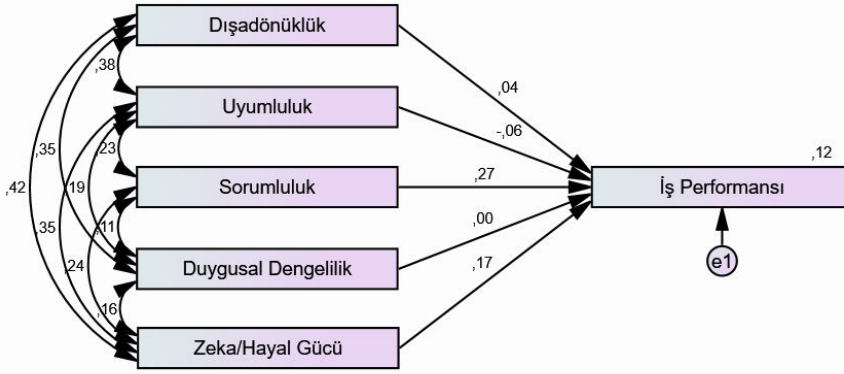 Dışadönüklük
,38
,04
Uyumluluk
-,06
,12
,35
,23
,42
,19
Sorumluluk
,27
İş Performansı
,35
,11
,00
,24
Duygusal Dengelilik
,17
e1
,16
Zeka/Hayal Gücü